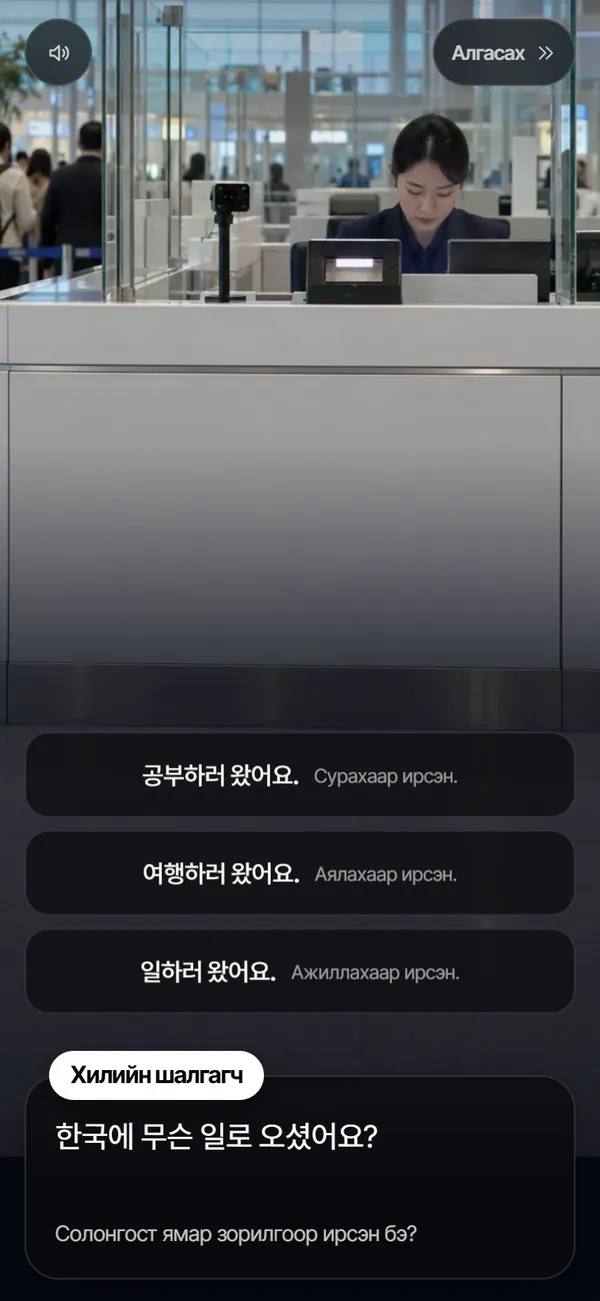 Алгасах
공부하러 왔어요. Сурахаар ирсэн.
여행하러 왔어요. Аялахаар ирсэн.
일하러 왔어요. Ажиллахаар ирсэн.
Хилийн шалгагч
한국에 무슨 일로 오셨어요?
Солонгост ямар зорилгоор ирсэн бэ?